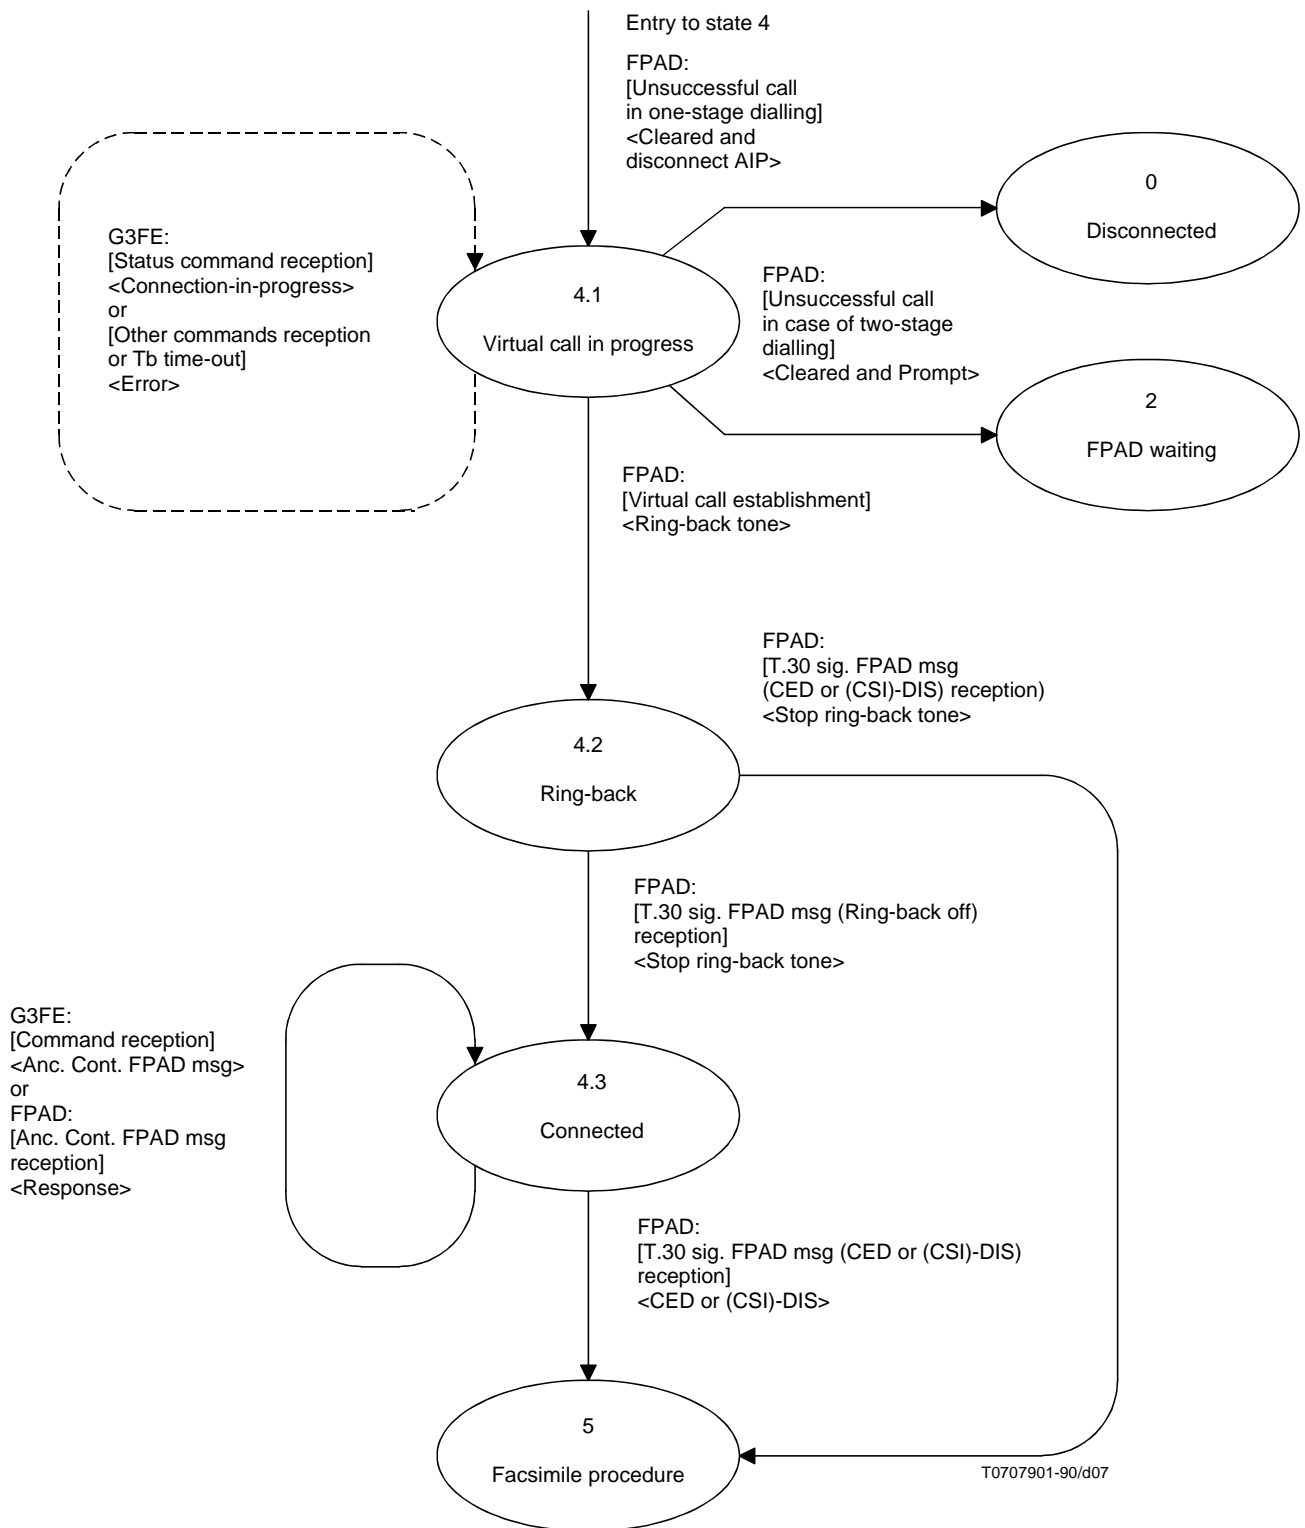 Entry to state 4
FPAD:
[Unsuccessful call
in one-stage dialling]
<Cleared and
disconnect AIP>
0
Disconnected
G3FE:
[Status command reception]
<Connection-in-progress>
or
[Other commands reception
or Tb time-out]
<Error>
4.1
Virtual call in progress
FPAD:
[Unsuccessful call
in case of two-stage
dialling]
<Cleared and Prompt>
2
FPAD waiting
FPAD:
[Virtual call establishment]
<Ring-back tone>
FPAD:
[T.30 sig. FPAD msg
(CED or (CSI)-DIS) reception)
<Stop ring-back tone>
4.2
Ring-back
FPAD:
[T.30 sig. FPAD msg (Ring-back off)
reception]
<Stop ring-back tone>
G3FE:
[Command reception]
<Anc. Cont. FPAD msg>
or
FPAD:
[Anc. Cont. FPAD msg
reception]
<Response>
4.3
Connected
FPAD:
[T.30 sig. FPAD msg (CED or (CSI)-DIS)
reception]
<CED or (CSI)-DIS>
5
Facsimile procedure
T0707901-90/d07